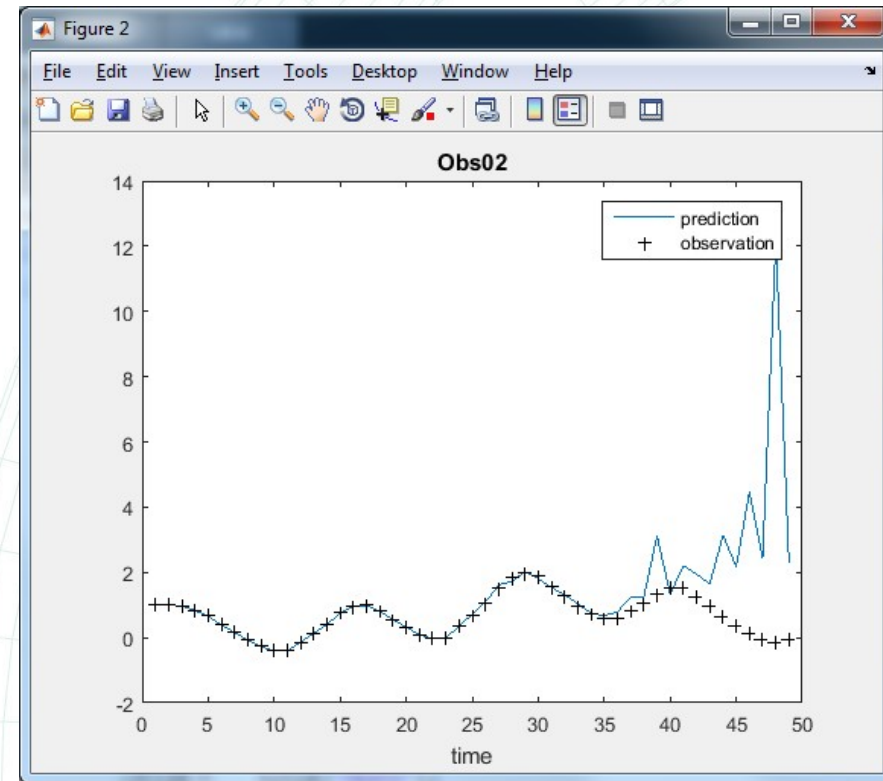 Figure 2
File Edit View Insert Tools Desktop Window Help
Obs02
14
12
10
8
6
4
2
0
-2
prediction
observation
0 5 10 15 20 25 30 35 40 45 50
time